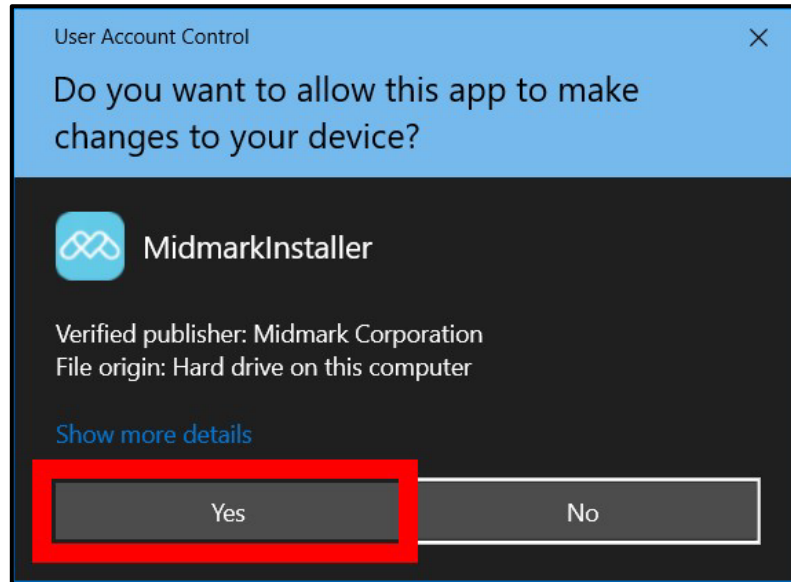 User Account Control
Do you want to allow this app to make
changes to your device?
MidmarkInstaller
Verified publisher: Midmark Corporation
File origin: Hard drive on this computer
Show more details
Yes
No